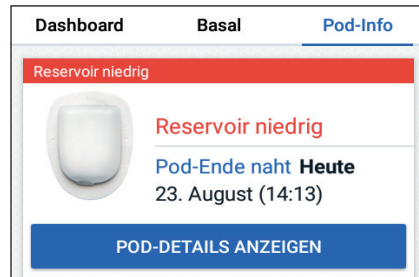 Dashboard Basal Pod-Info
Reservoir niedrig
Reservoir niedrig
Pod-Ende naht Heute
23. August (14:13)
POD-DETAILS ANZEIGEN